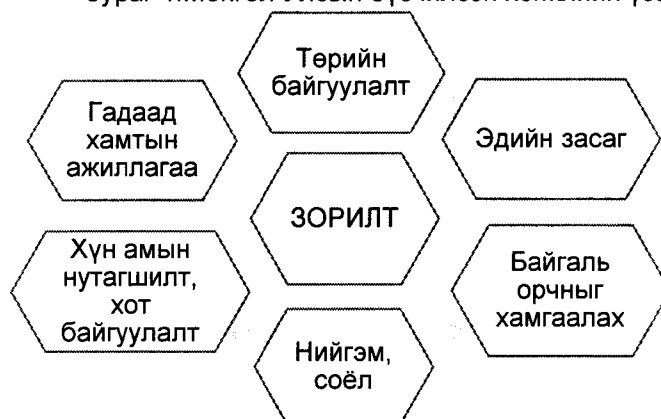 Төрийн
байгуулалт
Гадаад
хамтын
ажиллагаа
Эдийн засаг
ЗОРИЛТ
Хүн амын
нутагшилт,
хот
байгуулалт
Байгаль
орчныг
хамгаалах
Нийгэм,
соёл